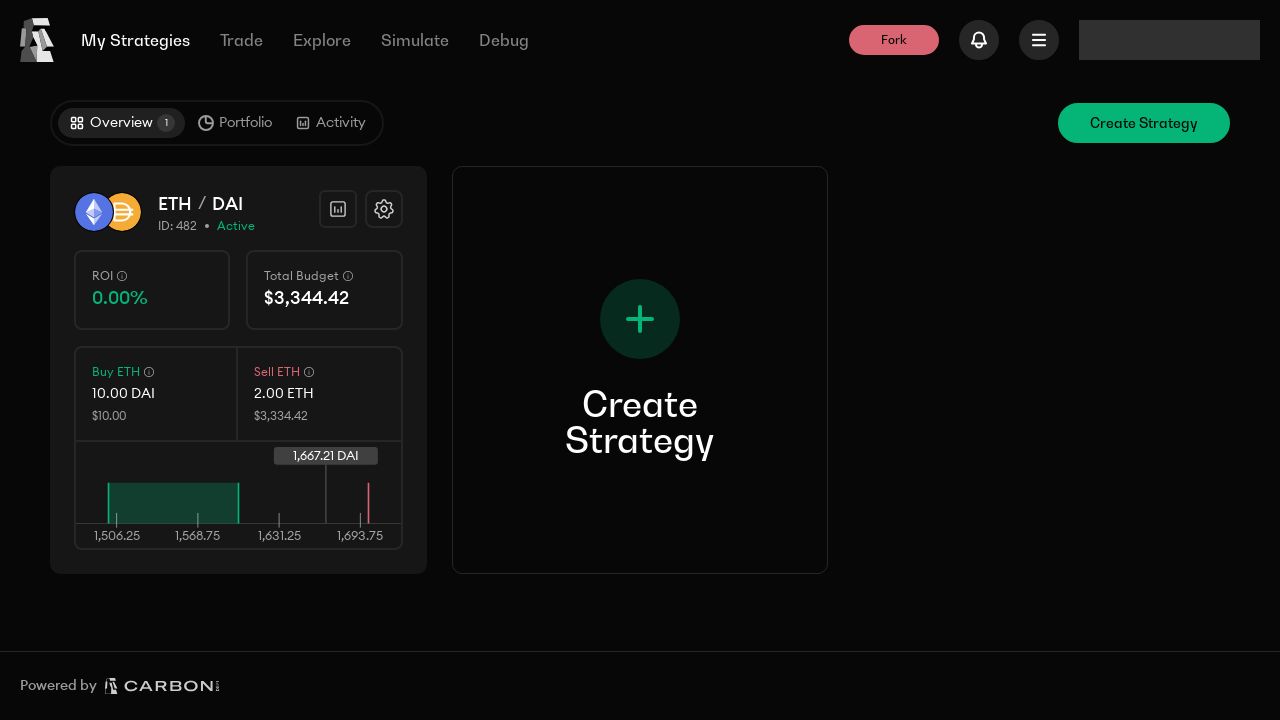 My Strategies
Trade
Explore
Simulate
Debug
Fork
Overview 1
Portfolio
Activity
Create Strategy
ETH / DAI
ID: 482 • Active
ROI
0.00%
Total Budget
$3,344.42
Buy ETH
10.00 DAI
$10.00
Sell ETH
2.00 ETH
$3,334.42
1,667.21 DAI
1,506.25
1,568.75
1,631.25
1,693.75
Create
Strategy
Powered by CARBON